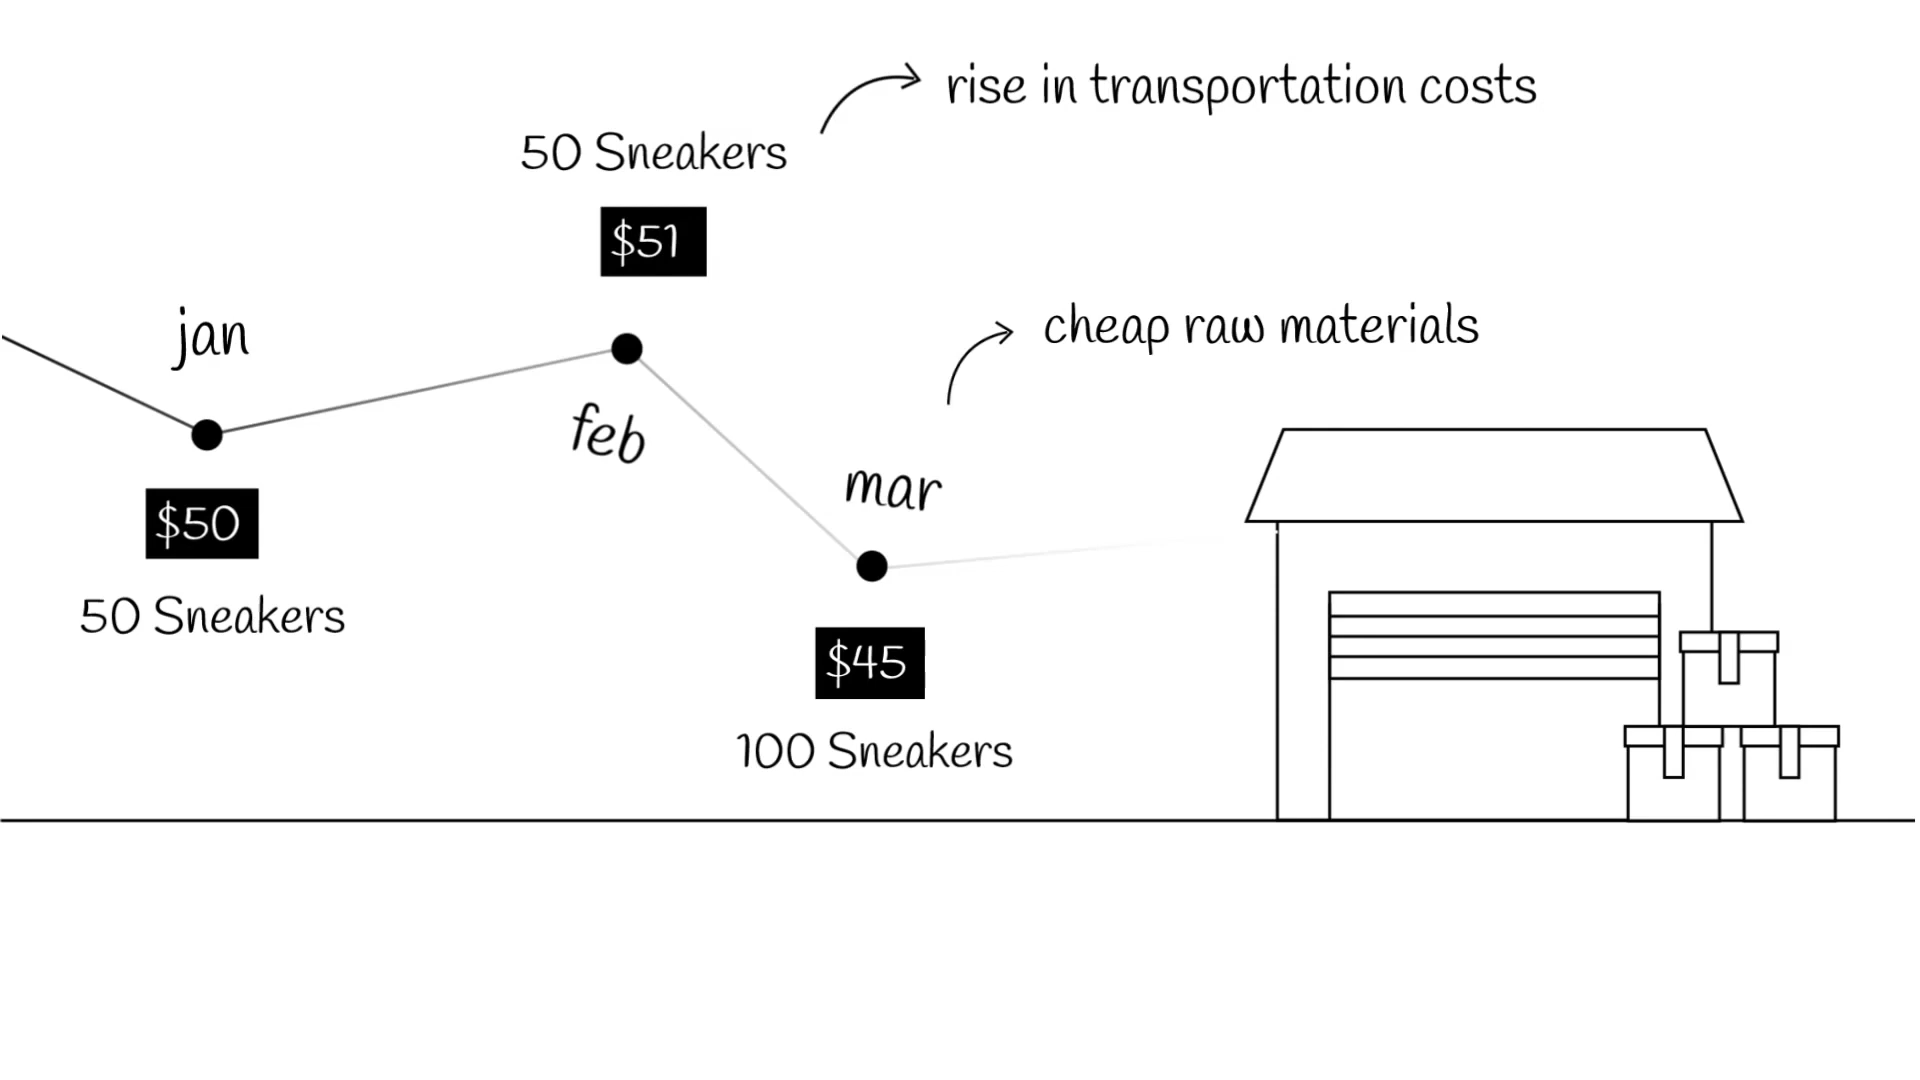 rise in transportation costs
50 Sneakers
$51
jan
cheap raw materials
feb
mar
$50
50 Sneakers
$45
100 Sneakers